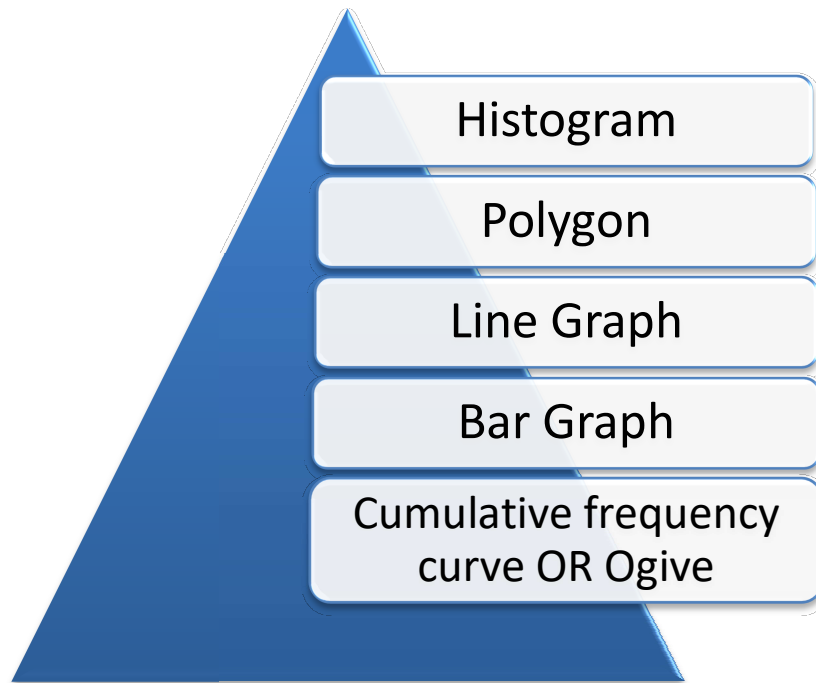 Histogram
Polygon
Line Graph
Bar Graph
Cumulative frequency
curve OR Ogive